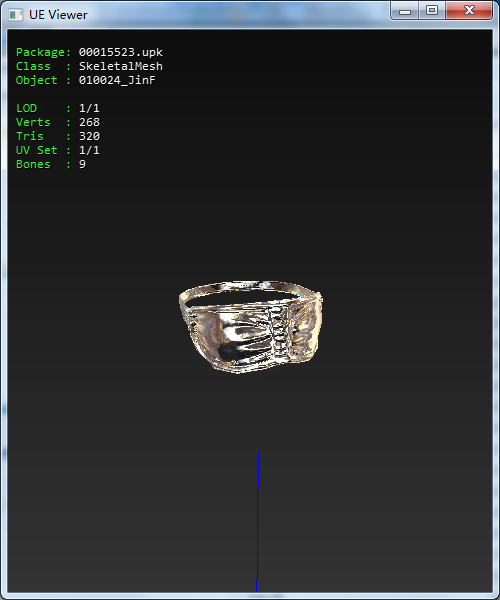 UE Viewer
Package: 00015523.upk
Class : SkeletalMesh
Object : 010024_JinF
LOD : 1/1
Verts : 268
Tris : 320
UV Set : 1/1
Bones : 9